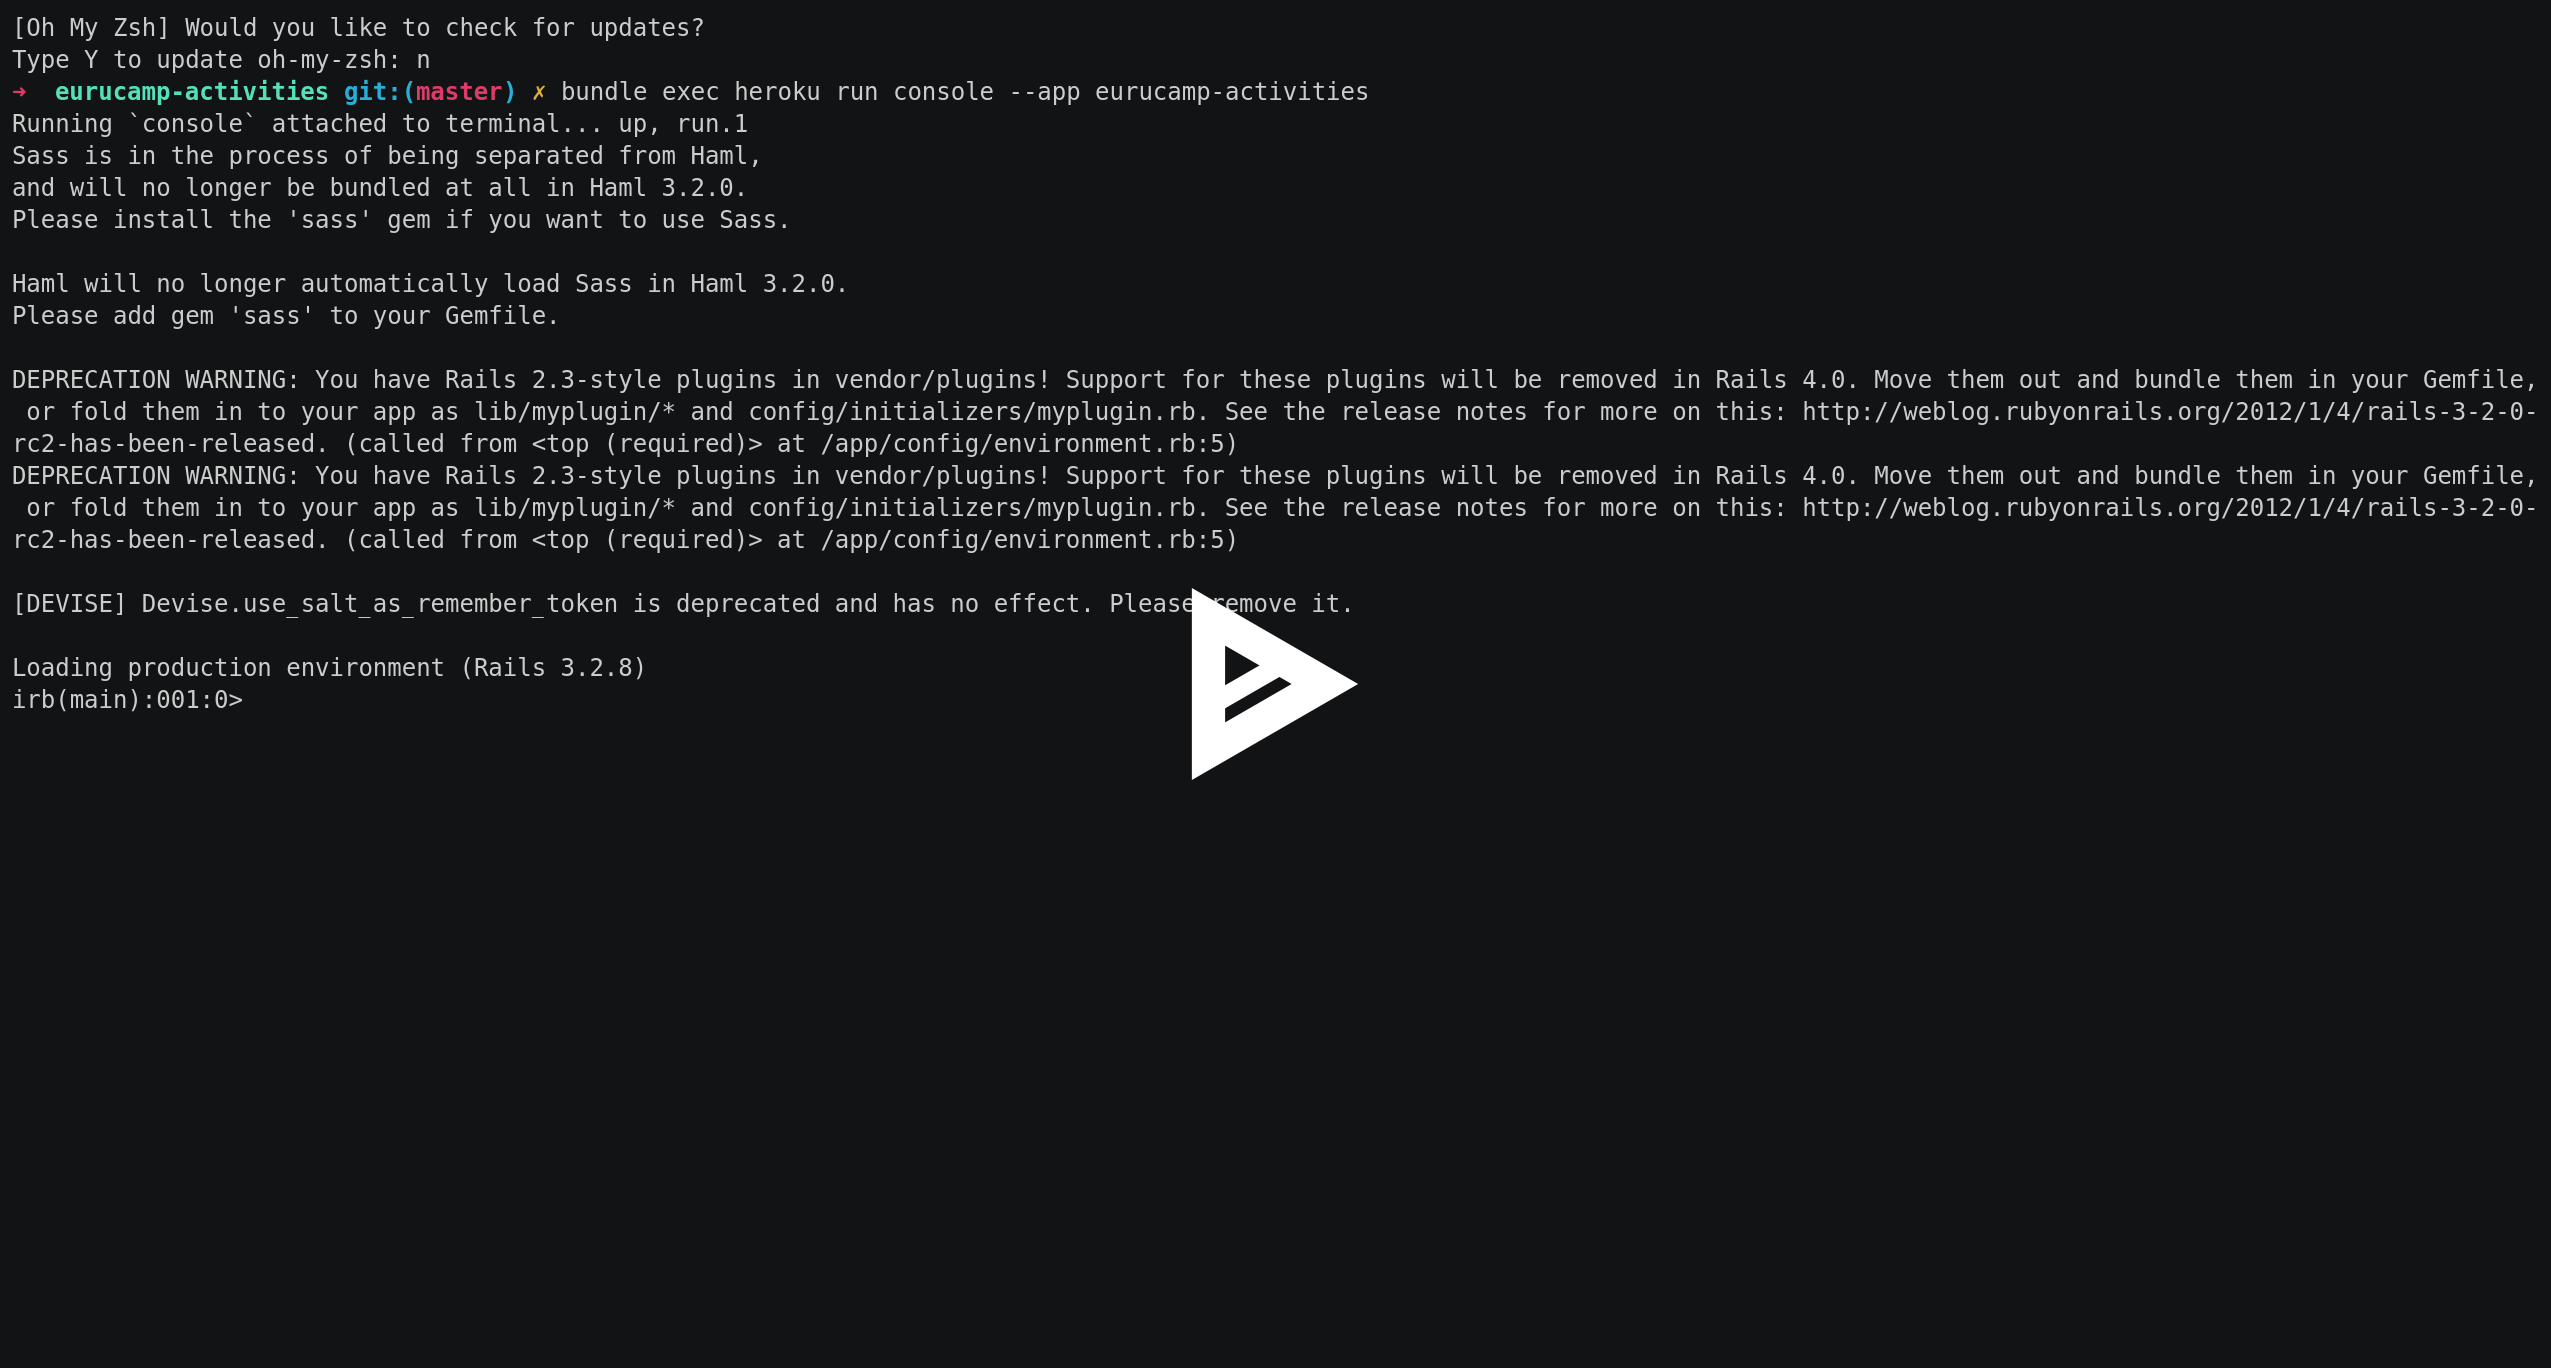 [Oh My Zsh] Would you like to check for updates?
Type Y to update oh-my-zsh: n
➜  eurucamp-activities git:(master) ✗ bundle exec heroku run console --app eurucamp-activities
Running `console` attached to terminal... up, run.1
Sass is in the process of being separated from Haml,
and will no longer be bundled at all in Haml 3.2.0.
Please install the 'sass' gem if you want to use Sass.

Haml will no longer automatically load Sass in Haml 3.2.0.
Please add gem 'sass' to your Gemfile.

DEPRECATION WARNING: You have Rails 2.3-style plugins in vendor/plugins! Support for these plugins will be removed in Rails 4.0. Move them out and bundle them in your Gemfile,
 or fold them in to your app as lib/myplugin/* and config/initializers/myplugin.rb. See the release notes for more on this: http://weblog.rubyonrails.org/2012/1/4/rails-3-2-0-
rc2-has-been-released. (called from <top (required)> at /app/config/environment.rb:5)
DEPRECATION WARNING: You have Rails 2.3-style plugins in vendor/plugins! Support for these plugins will be removed in Rails 4.0. Move them out and bundle them in your Gemfile,
 or fold them in to your app as lib/myplugin/* and config/initializers/myplugin.rb. See the release notes for more on this: http://weblog.rubyonrails.org/2012/1/4/rails-3-2-0-
rc2-has-been-released. (called from <top (required)> at /app/config/environment.rb:5)

[DEVISE] Devise.use_salt_as_remember_token is deprecated and has no effect. Please remove it.

Loading production environment (Rails 3.2.8)
irb(main):001:0>